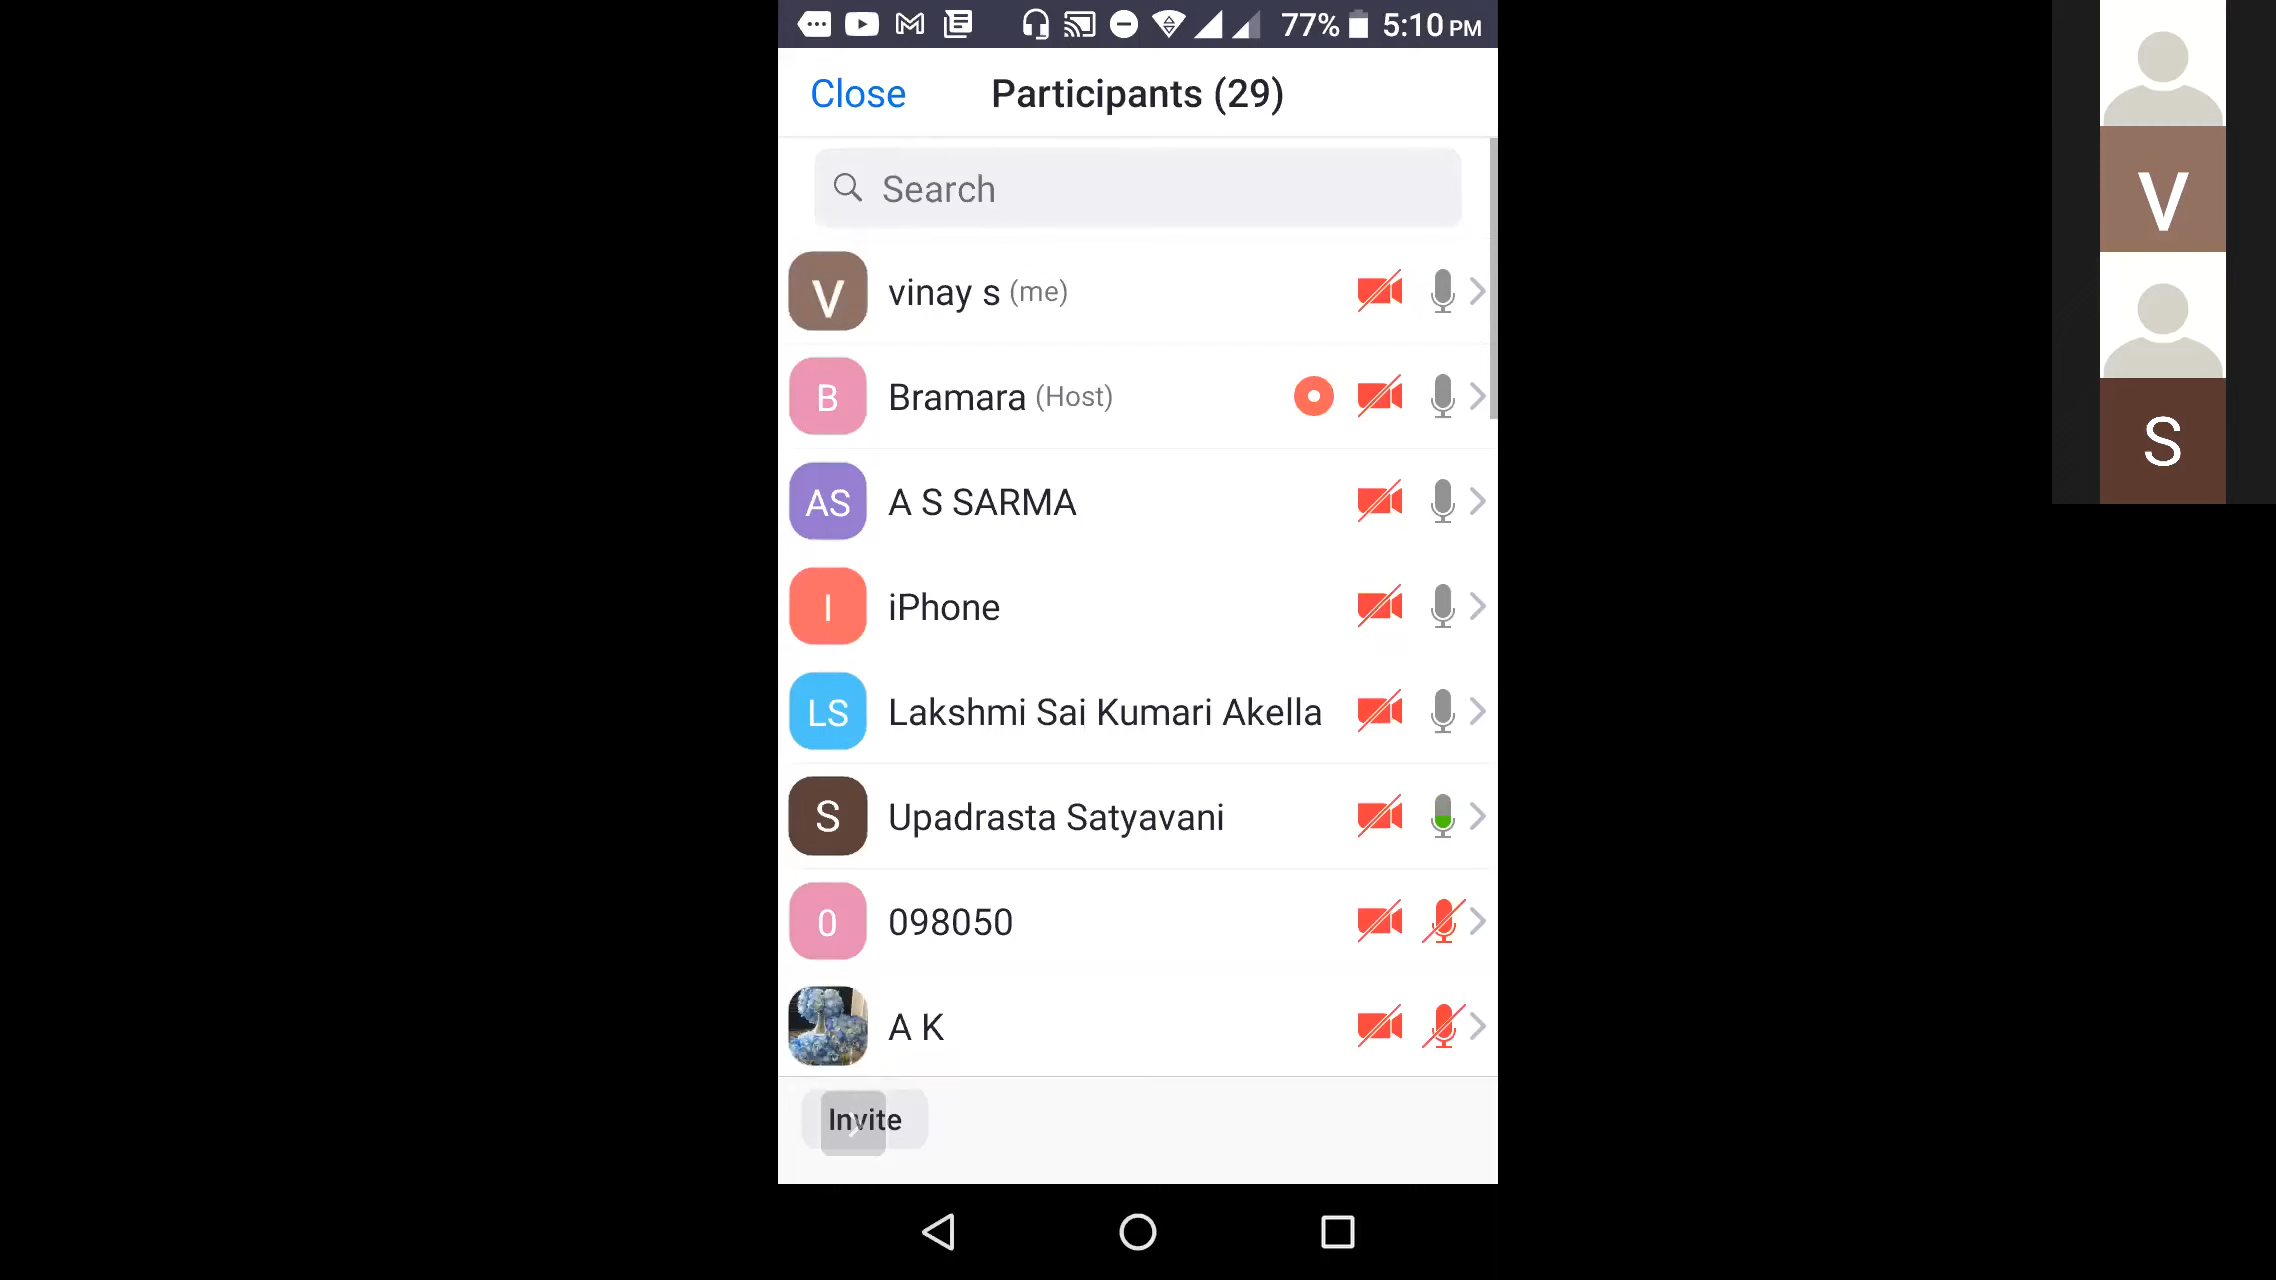 77% 5:10 PM
Close Participants (29)
Search
V vinay s (me)
B Bramara (Host)
AS A S SARMA
I iPhone
LS Lakshmi Sai Kumari Akella
S Upadrasta Satyavani
0 098050
A K
Invite
V
S